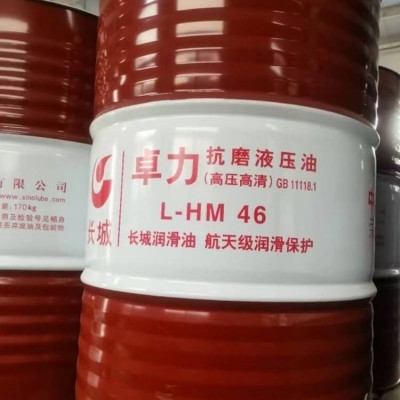 长城
卓力 抗磨液压油
(高压高清) GB 11118.1
L-HM 46
长城润滑油 航天级润滑保护
有限公司
www.sinolube.com
170kg